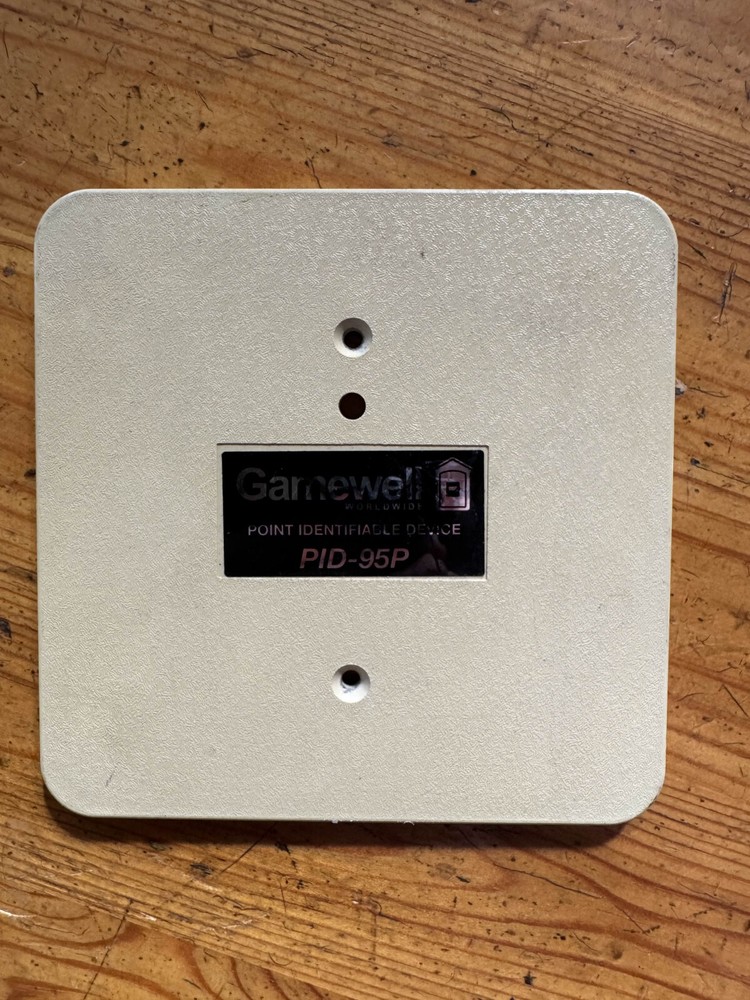 Gamewell
WORLDWIDE
POINT IDENTIFIABLE DEVICE
PID-95P